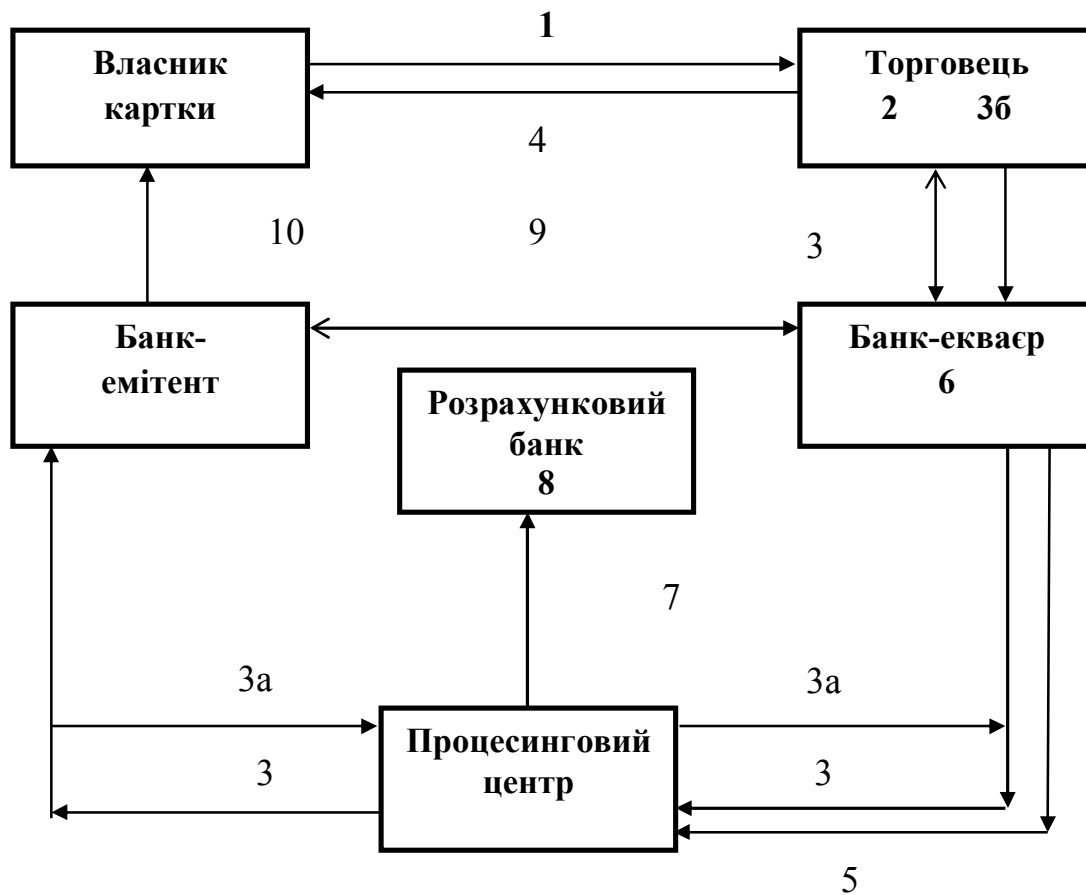 1
Власник
картки
Торговець
2 3б
4
10
9
3
Банк-
емітент
Банк-екваєр
6
Розрахунковий
банк
8
7
3а
3а
Процесинговий
центр
3
3
5